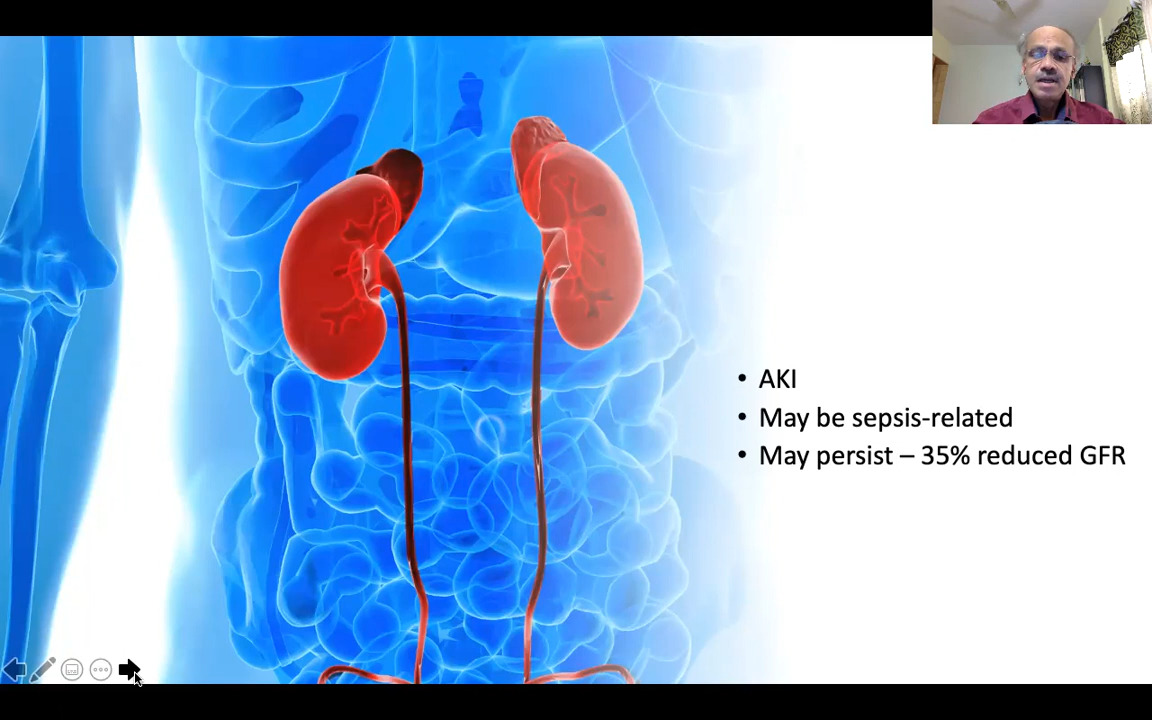 • AKI
• May be sepsis-related
• May persist – 35% reduced GFR